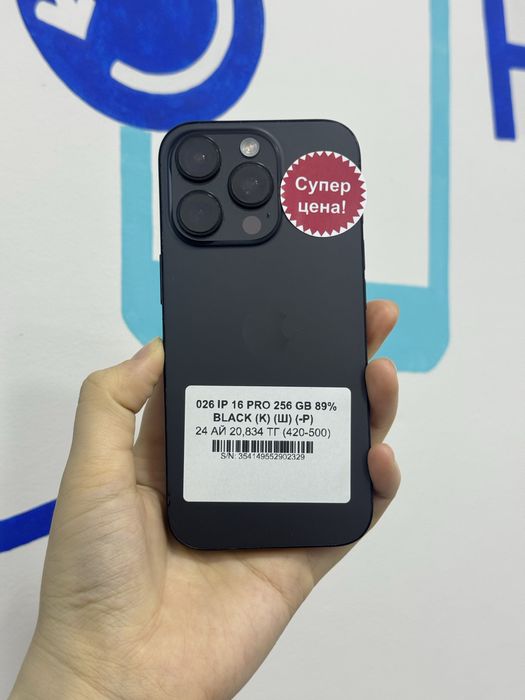 Супер
цена!
026 IP 16 PRO 256 GB 89%
BLACK (K) (Ш) (-P)
24 АЙ 20,834 ТГ (420-500)
S/N: 354149552902329